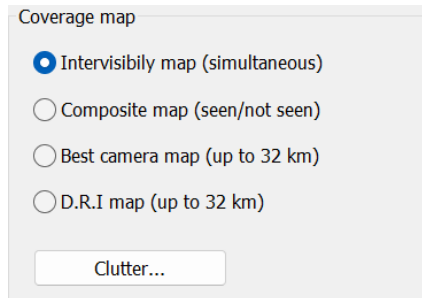 Coverage map
Intervisibily map (simultaneous)
Composite map (seen/not seen)
Best camera map (up to 32 km)
D.R.I map (up to 32 km)
Clutter...